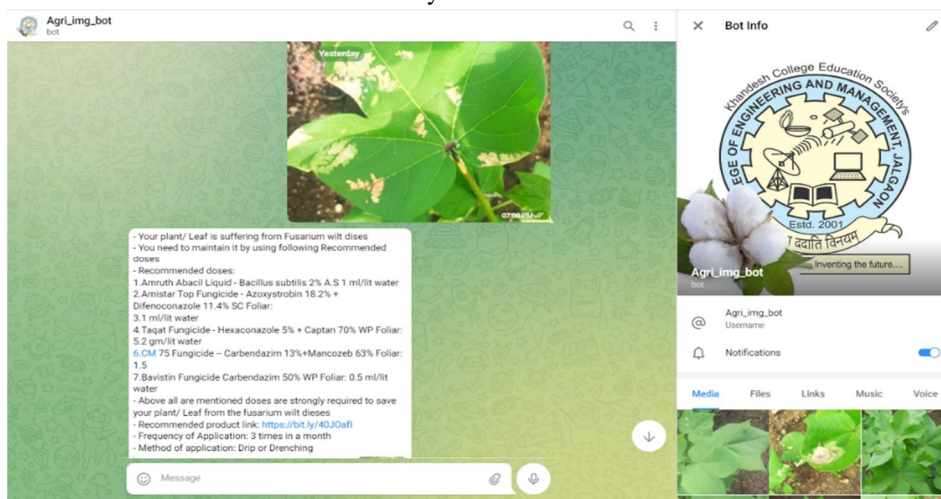 Agri_img_bot
bot
Yesterday
07:56 PM
- Your plant/ Leaf is suffering from Fusarium wilt dises
- You need to maintain it by using following Recommended
doses
- Recommended doses:
1.Amruth Abacil Liquid - Bacillus subtilis 2% A.S 1 ml/lit water
2.Amistar Top Fungicide - Azoxystrobin 18.2% +
Difenoconazole 11.4% SC Foliar:
3.1 ml/lit water
4.Taqat Fungicide - Hexaconazole 5% + Captan 70% WP Foliar:
5.2 gm/lit water
6.CM 75 Fungicide – Carbendazim 13%+Mancozeb 63% Foliar:
1.5
7.Bavistin Fungicide Carbendazim 50% WP Foliar: 0.5 ml/lit
water
- Above all are mentioned doses are strongly required to save
your plant/ Leaf from the fusarium wilt dieses
- Recommended product link: https://bit.ly/40JOafl
- Frequency of Application: 3 times in a month
- Method of application: Drip or Drenching
Message
Bot Info
Khandesh College Education Society's
COLLEGE OF ENGINEERING AND MANAGEMENT, JALGAON
Estd. 2001
ददाति विनयम
Inventing the future....
Agri_img_bot
bot
Agri_img_bot
Username
Notifications
Media Files Links Music Voice